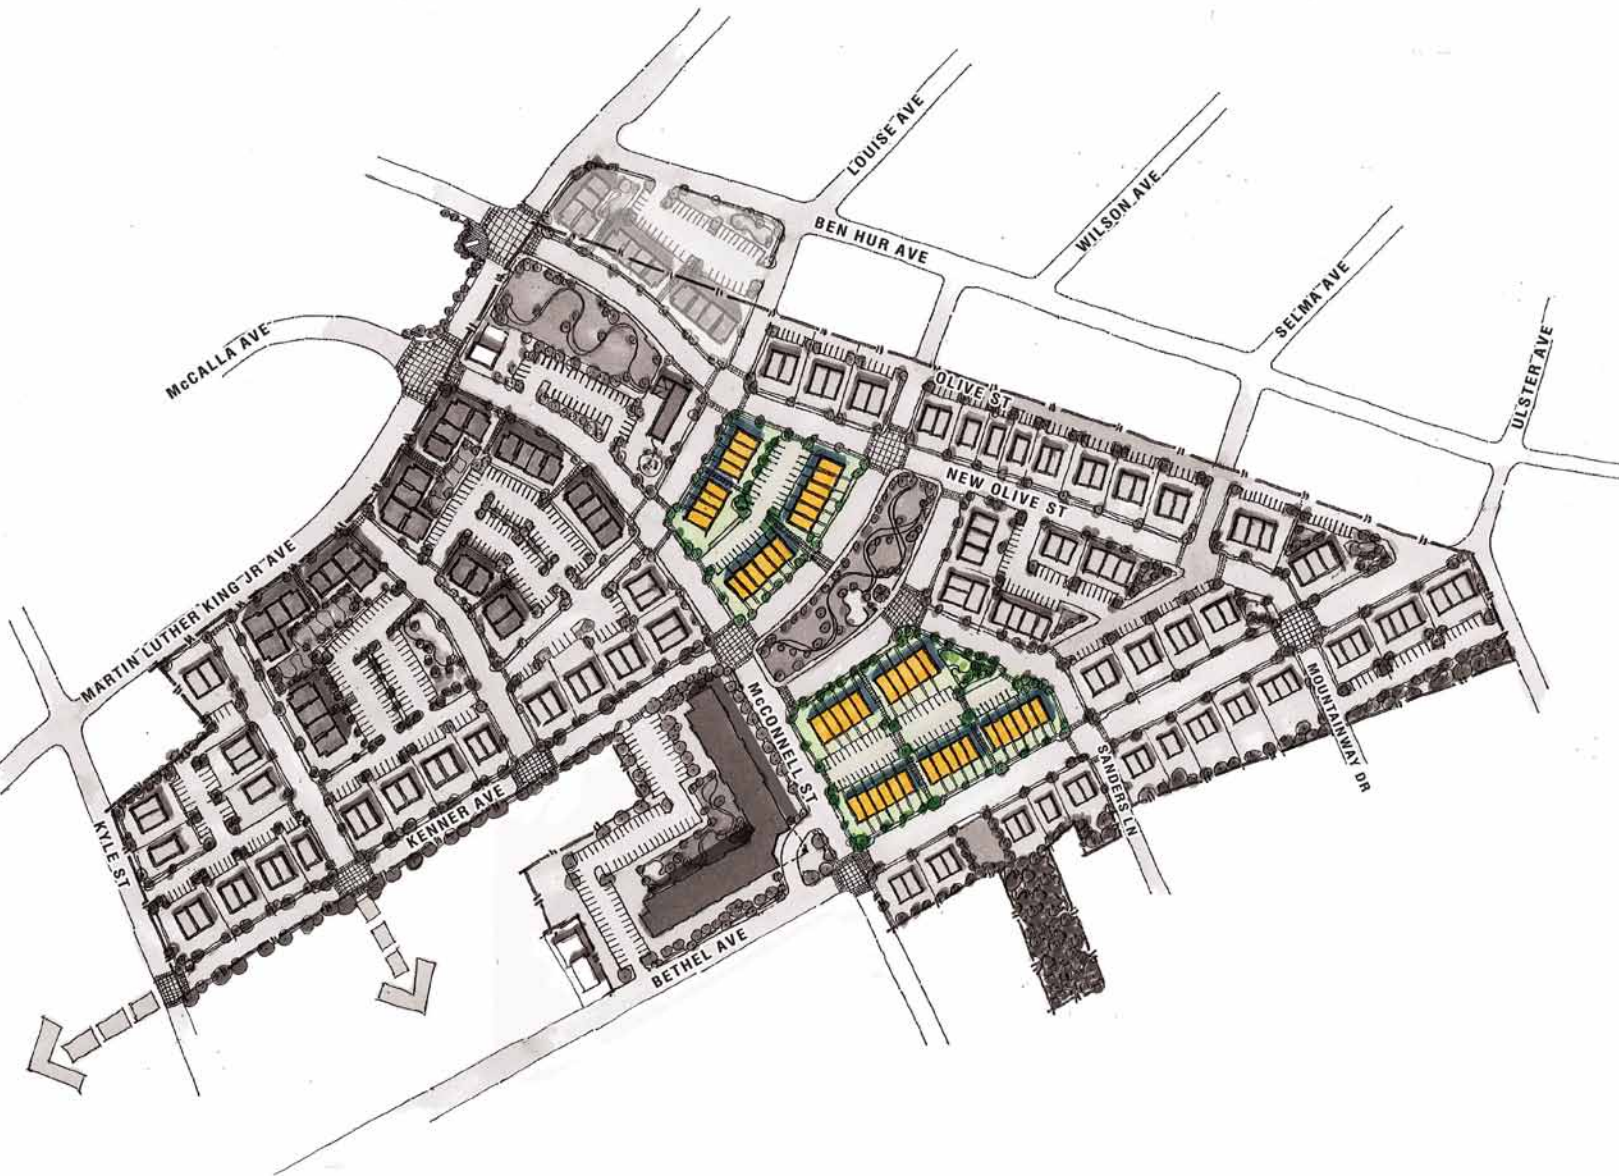 LOUISE AVE
WILSON AVE
BEN HUR AVE
SELMA AVE
McCALLA AVE
ULSTER AVE
OLIVE ST
NEW OLIVE ST
MARTIN LUTHER KING JR AVE
McCONNELL ST
MOUNTAINWAY DR
SANDERS LN
KENNER AVE
KYLE ST
BETHEL AVE